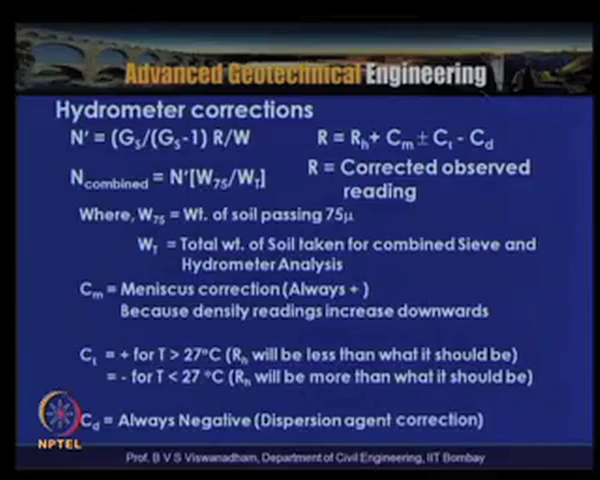 Advanced Geotechnical Engineering
Hydrometer corrections
N' = (Gs/(Gs-1) R/W    R = Rh+ Cm ± Ct - Cd
Ncombined = N'[W75/WT]    R = Corrected observed
reading
Where, W75 = Wt. of soil passing 75μ
WT = Total wt. of Soil taken for combined Sieve and
Hydrometer Analysis
Cm = Meniscus correction (Always + )
Because density readings increase downwards
Ct = + for T > 27°C (Rh will be less than what it should be)
= - for T < 27 °C (Rh will be more than what it should be)
Cd = Always Negative (Dispersion agent correction)
NPTEL
Prof. B V S Viswanadham, Department of Civil Engineering, IIT Bombay